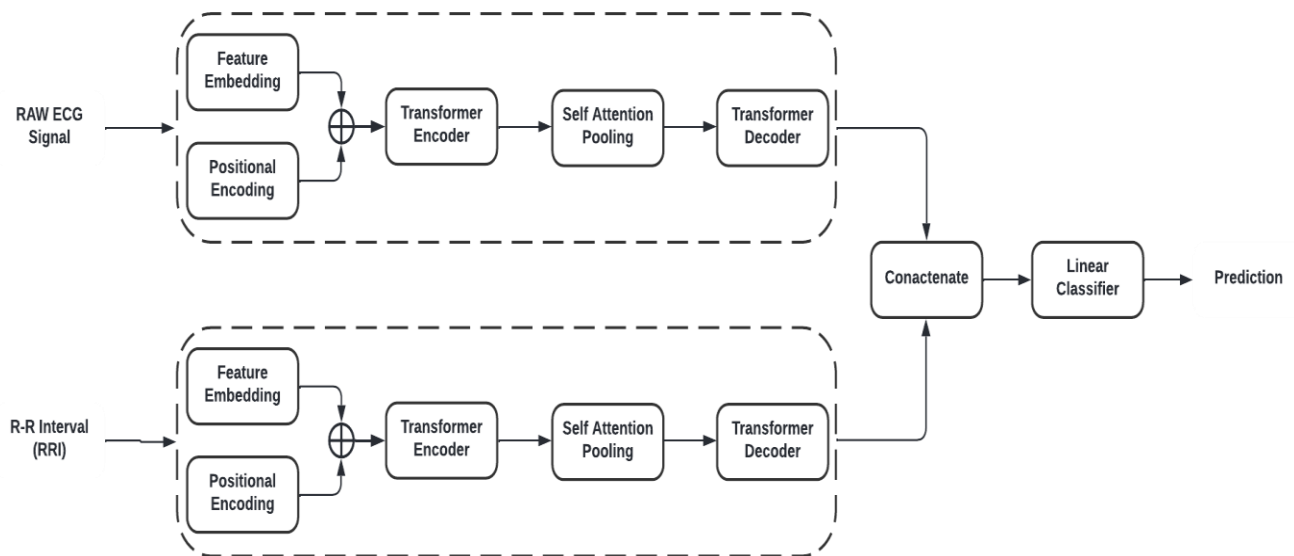 RAW ECG
Signal
Feature
Embedding
Positional
Encoding
Transformer
Encoder
Self Attention
Pooling
Transformer
Decoder
R-R Interval
(RRI)
Feature
Embedding
Positional
Encoding
Transformer
Encoder
Self Attention
Pooling
Transformer
Decoder
Conactenate
Linear
Classifier
Prediction